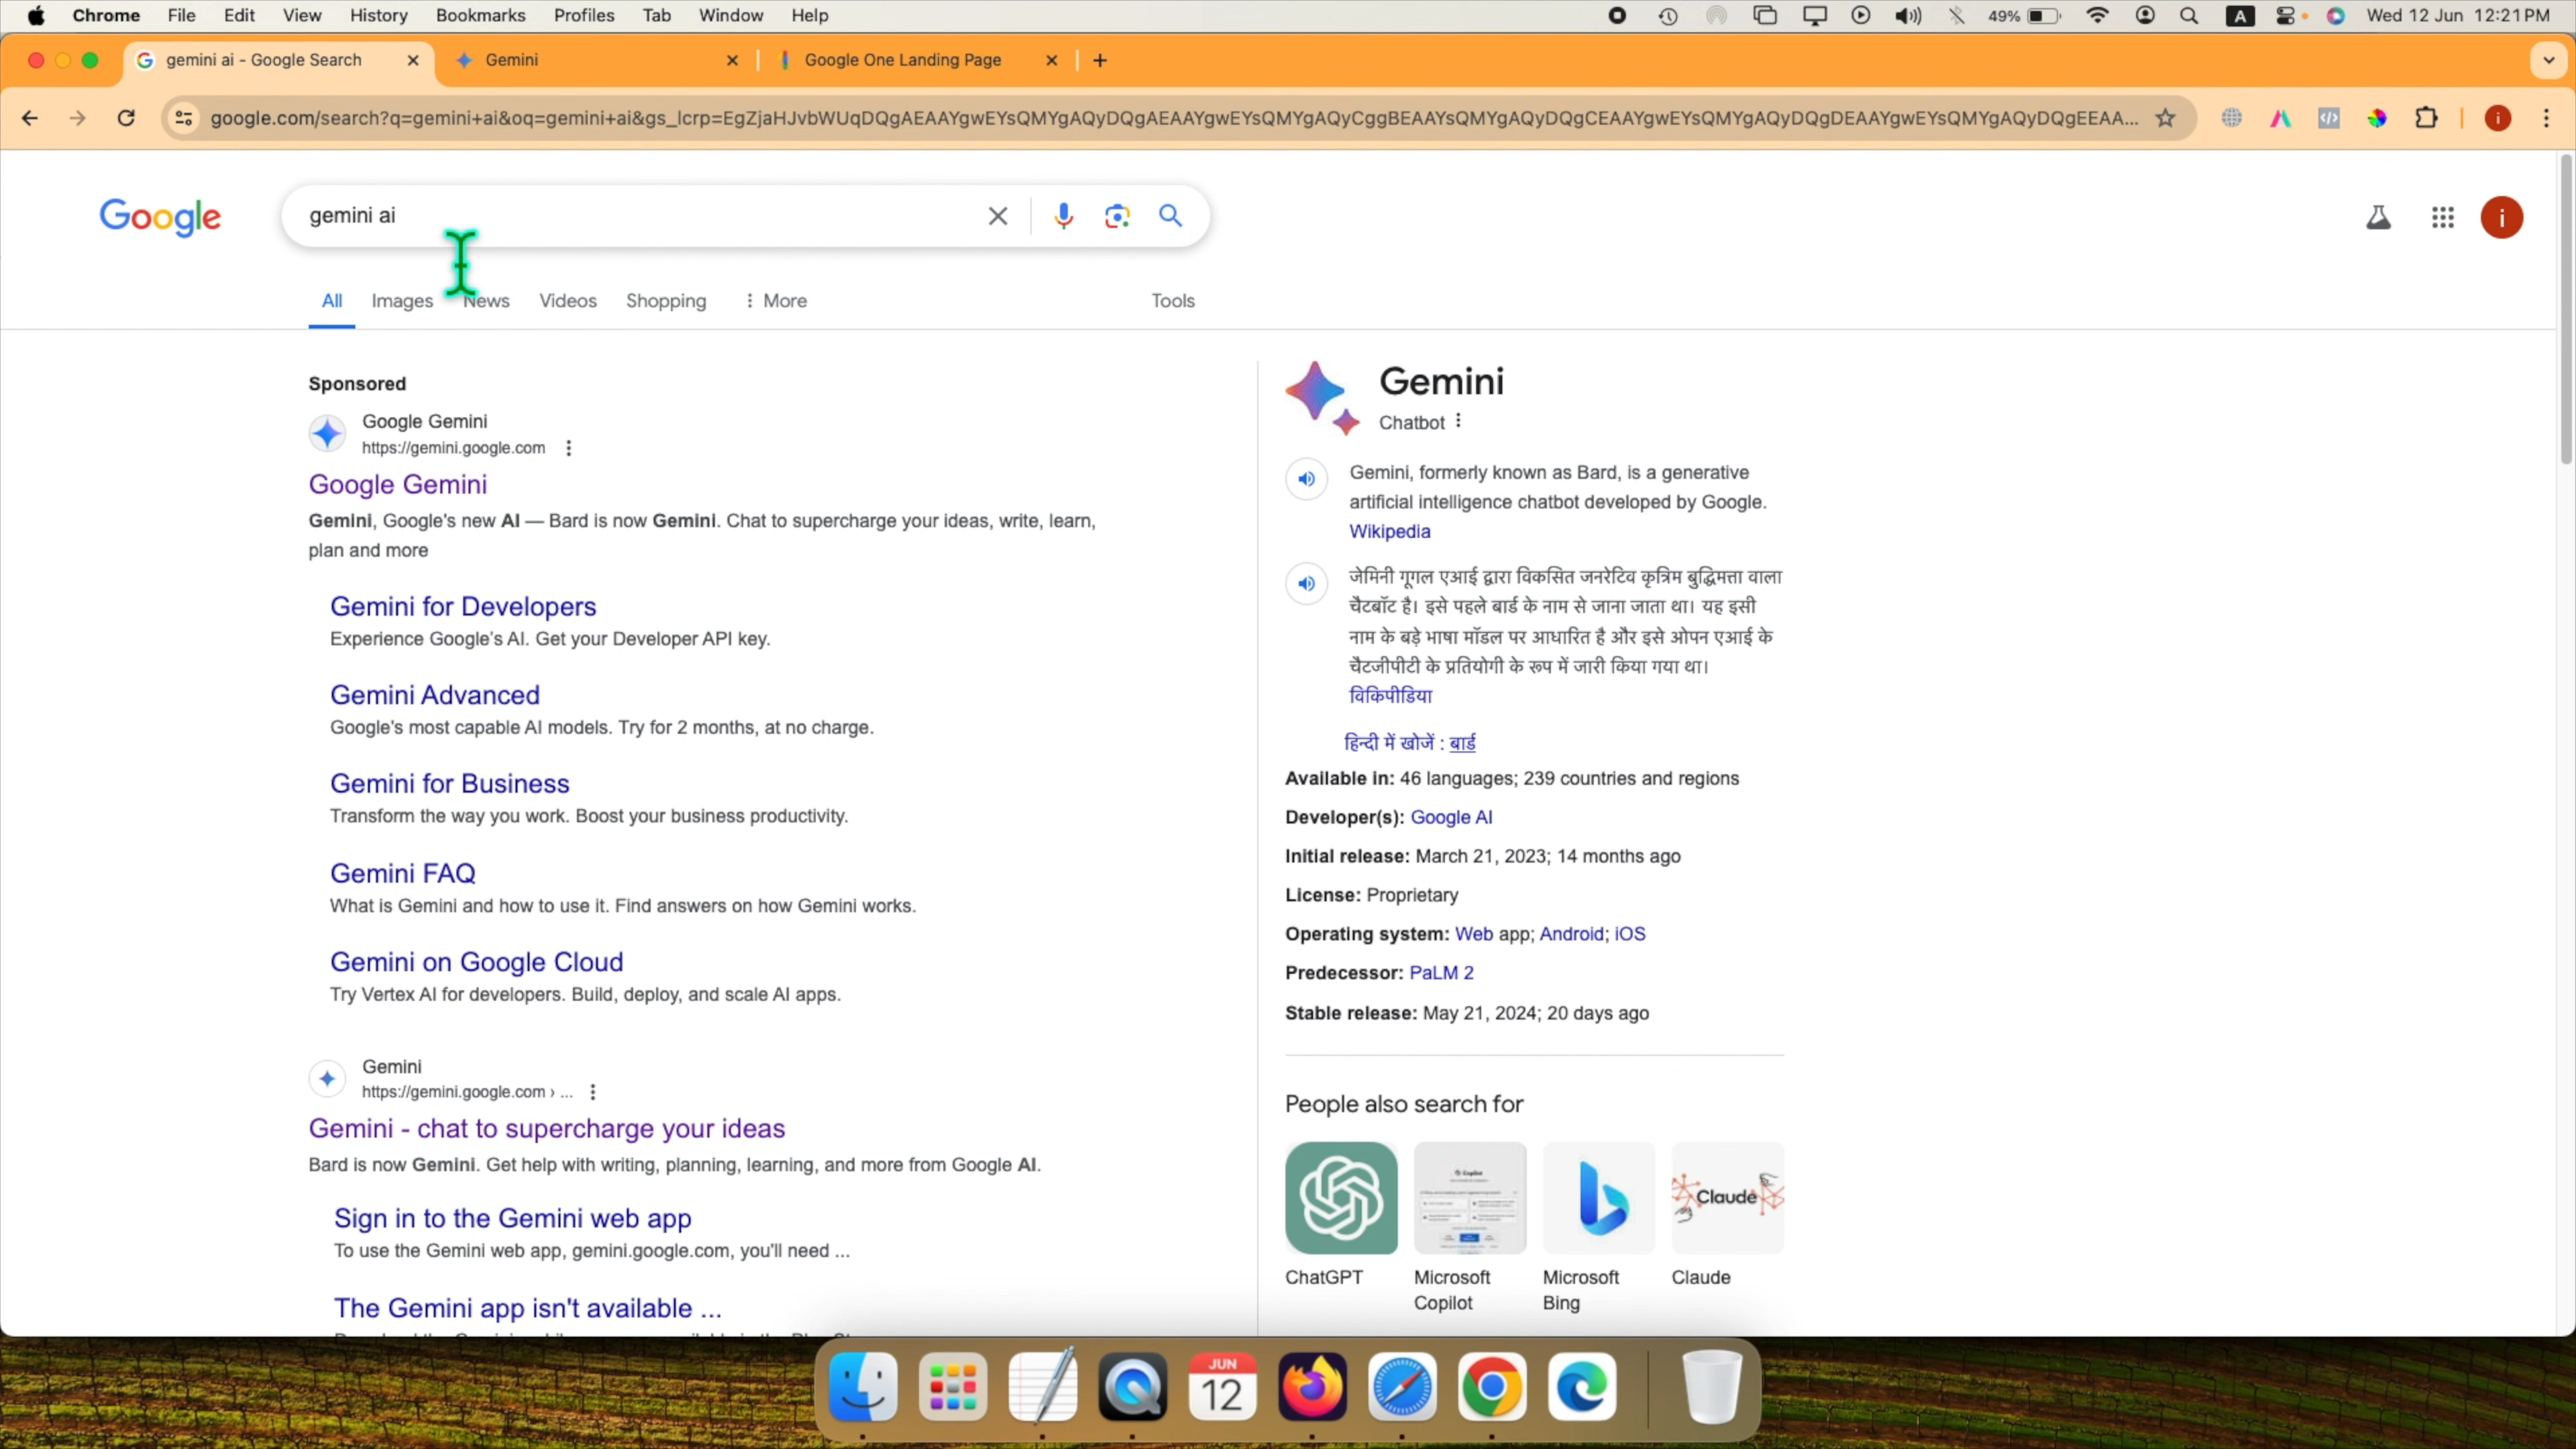 Chrome File Edit View History Bookmarks Profiles Tab Window Help
49% A Wed 12 Jun 12:21 PM
gemini ai - Google Search
Gemini
Google One Landing Page
google.com/search?q=gemini+ai&oq=gemini+ai&gs_lcrp=EgZjaHJvbWUqDQgAEAAYgwEYsQMYgAQyDQgAEAAYgwEYsQMYgAQyCggBEAAYsQMYgAQyDQgCEAAYgwEYsQMYgAQyDQgDEAAYgwEYsQMYgAQyDQgEEAA...
i
Google
gemini ai
i
All Images News Videos Shopping More Tools
Sponsored
Google Gemini
https://gemini.google.com
Google Gemini
Gemini, Google's new AI — Bard is now Gemini. Chat to supercharge your ideas, write, learn,
plan and more
Gemini for Developers
Experience Google's AI. Get your Developer API key.
Gemini Advanced
Google's most capable AI models. Try for 2 months, at no charge.
Gemini for Business
Transform the way you work. Boost your business productivity.
Gemini FAQ
What is Gemini and how to use it. Find answers on how Gemini works.
Gemini on Google Cloud
Try Vertex AI for developers. Build, deploy, and scale AI apps.
Gemini
https://gemini.google.com › ...
Gemini - chat to supercharge your ideas
Bard is now Gemini. Get help with writing, planning, learning, and more from Google AI.
Sign in to the Gemini web app
To use the Gemini web app, gemini.google.com, you'll need ...
The Gemini app isn't available ...
Gemini
Chatbot
Gemini, formerly known as Bard, is a generative
artificial intelligence chatbot developed by Google.
Wikipedia
जेमिनी गूगल एआई द्वारा विकसित जनरेटिव कृत्रिम बुद्धिमत्ता वाला
चैटबॉट है। इसे पहले बार्ड के नाम से जाना जाता था। यह इसी
नाम के बड़े भाषा मॉडल पर आधारित है और इसे ओपन एआई के
चैटजीपीटी के प्रतियोगी के रूप में जारी किया गया था।
विकिपीडिया
हिन्दी में खोजें : बार्ड
Available in: 46 languages; 239 countries and regions
Developer(s): Google AI
Initial release: March 21, 2023; 14 months ago
License: Proprietary
Operating system: Web app; Android; iOS
Predecessor: PaLM 2
Stable release: May 21, 2024; 20 days ago
People also search for
Claude
ChatGPT
Microsoft
Copilot
Microsoft
Bing
Claude
JUN
12